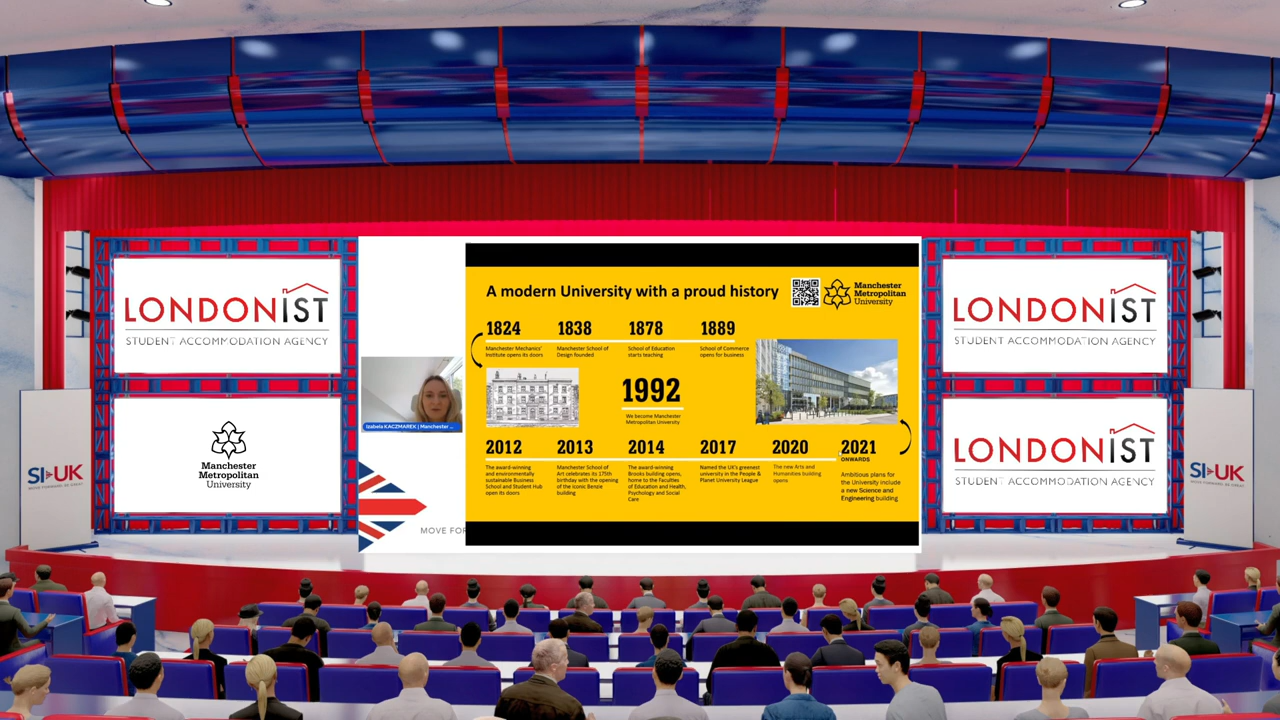 LONDONIST
STUDENT ACCOMMODATION AGENCY
Manchester
Metropolitan
University
SI UK
A modern University with a proud history
Manchester
Metropolitan
University
1824
Manchester Mechanics'
Institute opens its doors
1838
Manchester School of
Design founded
1878
School of Education
starts teaching
1889
School of Commerce
opens for business
1992
We become Manchester
Metropolitan University
2012
The award-winning
and environmentally
sustainable Business
School and Student Hub
open its doors
2013
Manchester School of
Art celebrates its 175th
birthday with the opening
of the iconic Benzie
building
2014
The award-winning
Brooks building opens,
home to the Faculties
of Education and Health,
Psychology and Social
Care
2017
Named the UK's greenest
university in the People &
Planet University League
2020
The new Arts and
Humanities building
opens
2021
ONWARDS
Ambitious plans for
the University include
a new Science and
Engineering building
Izabela KACZMAREK | Manchester ...
MOVE FOR
LONDONIST
STUDENT ACCOMMODATION AGENCY
LONDONIST
STUDENT ACCOMMODATION AGENCY
SI UK